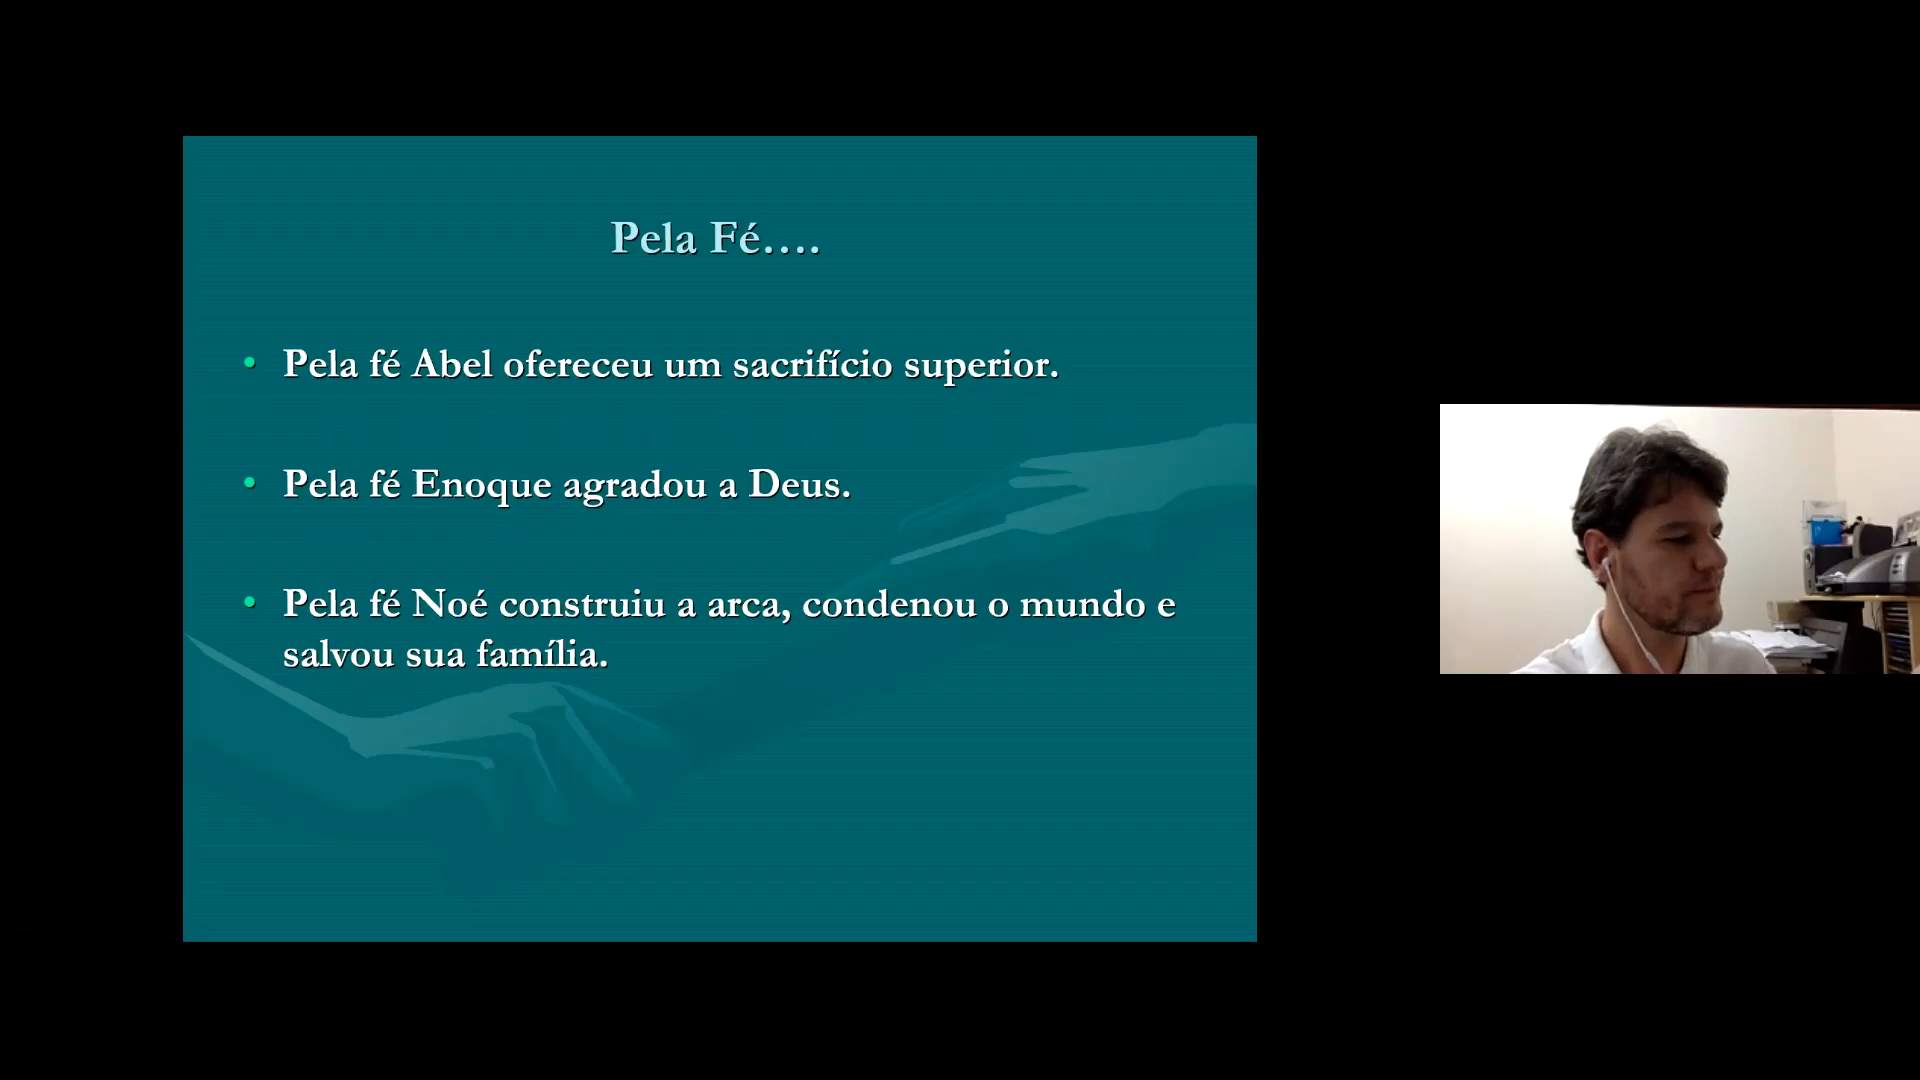 Pela Fé....
• Pela fé Abel ofereceu um sacrifício superior.
• Pela fé Enoque agradou a Deus.
• Pela fé Noé construiu a arca, condenou o mundo e
salvou sua família.